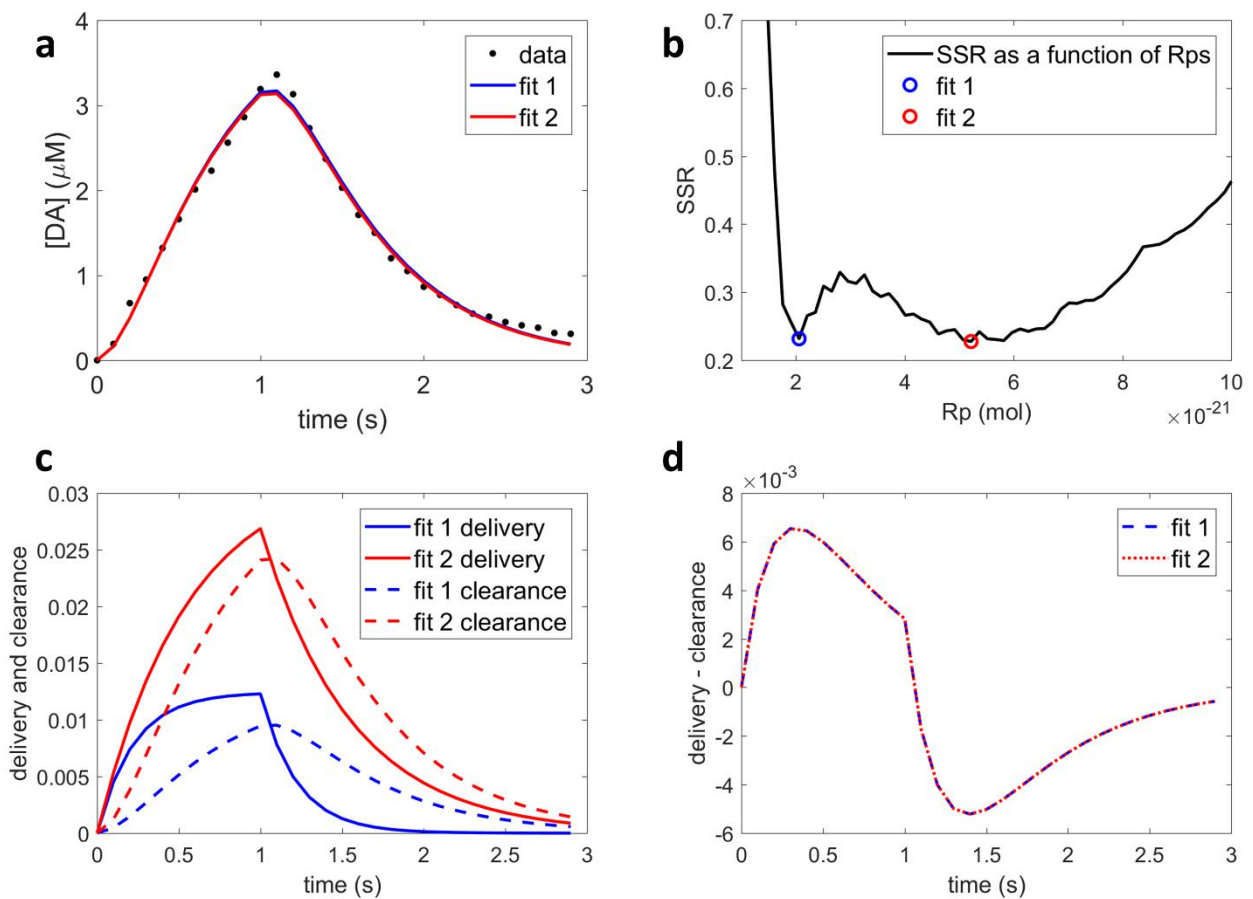 a
4
3
2
1
0
0
1
2
3
[DA] (μM)
time (s)
data
fit 1
fit 2
b
0.7
0.6
0.5
0.4
0.3
0.2
2
4
6
8
10
×10⁻²¹
SSR
Rp (mol)
SSR as a function of Rps
fit 1
fit 2
c
0.03
0.025
0.02
0.015
0.01
0.005
0
0
0.5
1
1.5
2
2.5
3
delivery and clearance
time (s)
fit 1 delivery
fit 2 delivery
fit 1 clearance
fit 2 clearance
d
×10⁻³
8
6
4
2
0
-2
-4
-6
0
0.5
1
1.5
2
2.5
3
delivery - clearance
time (s)
fit 1
fit 2